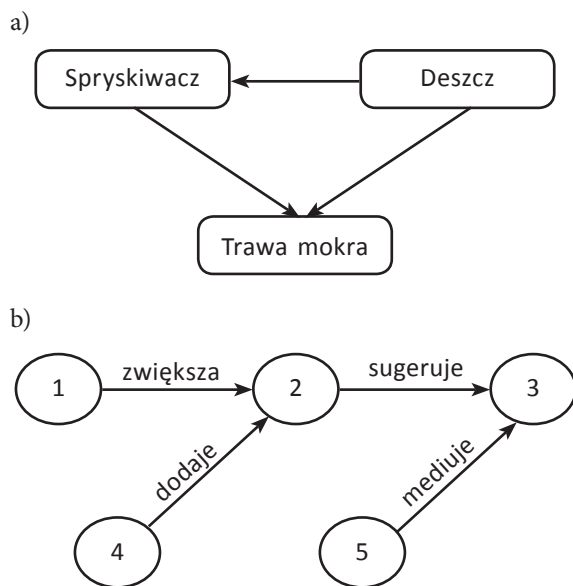 a)
Spryskiwacz
Deszcz
Trawa mokra
b)
1
zwiększa
2
sugeruje
3
dodaje
mediuje
4
5